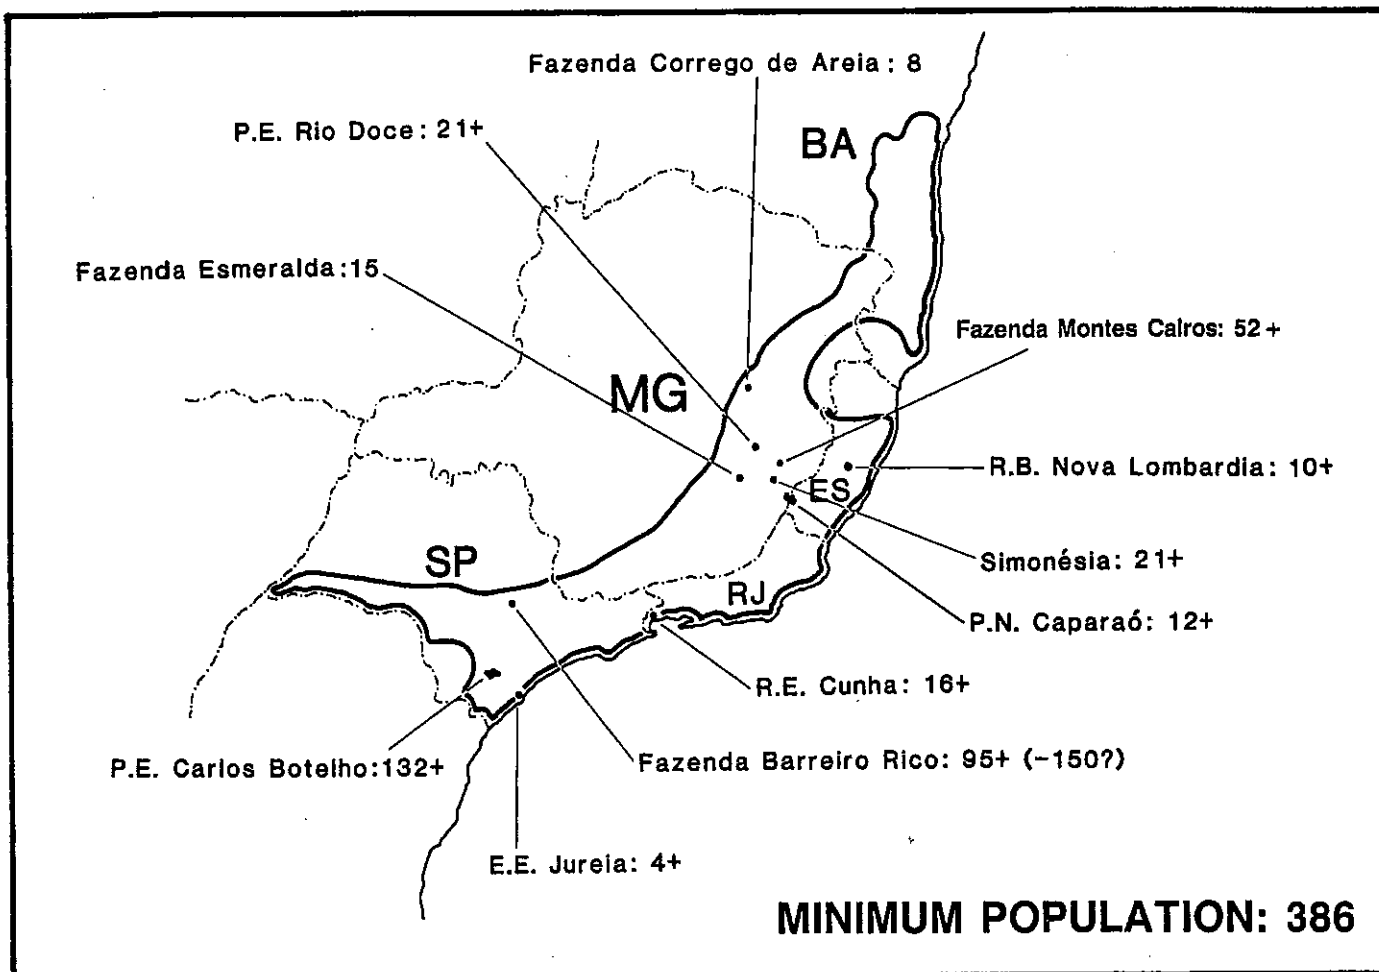 Fazenda Corrego de Areia: 8
P.E. Rio Doce: 21+
BA
Fazenda Esmeralda:15
Fazenda Montes Calros: 52+
MG
R.B. Nova Lombardia: 10+
ES
SP
Simonésia: 21+
RJ
P.N. Caparaó: 12+
R.E. Cunha: 16+
P.E. Carlos Botelho:132+
Fazenda Barreiro Rico: 95+ (-150?)
E.E. Jureia: 4+
MINIMUM POPULATION: 386